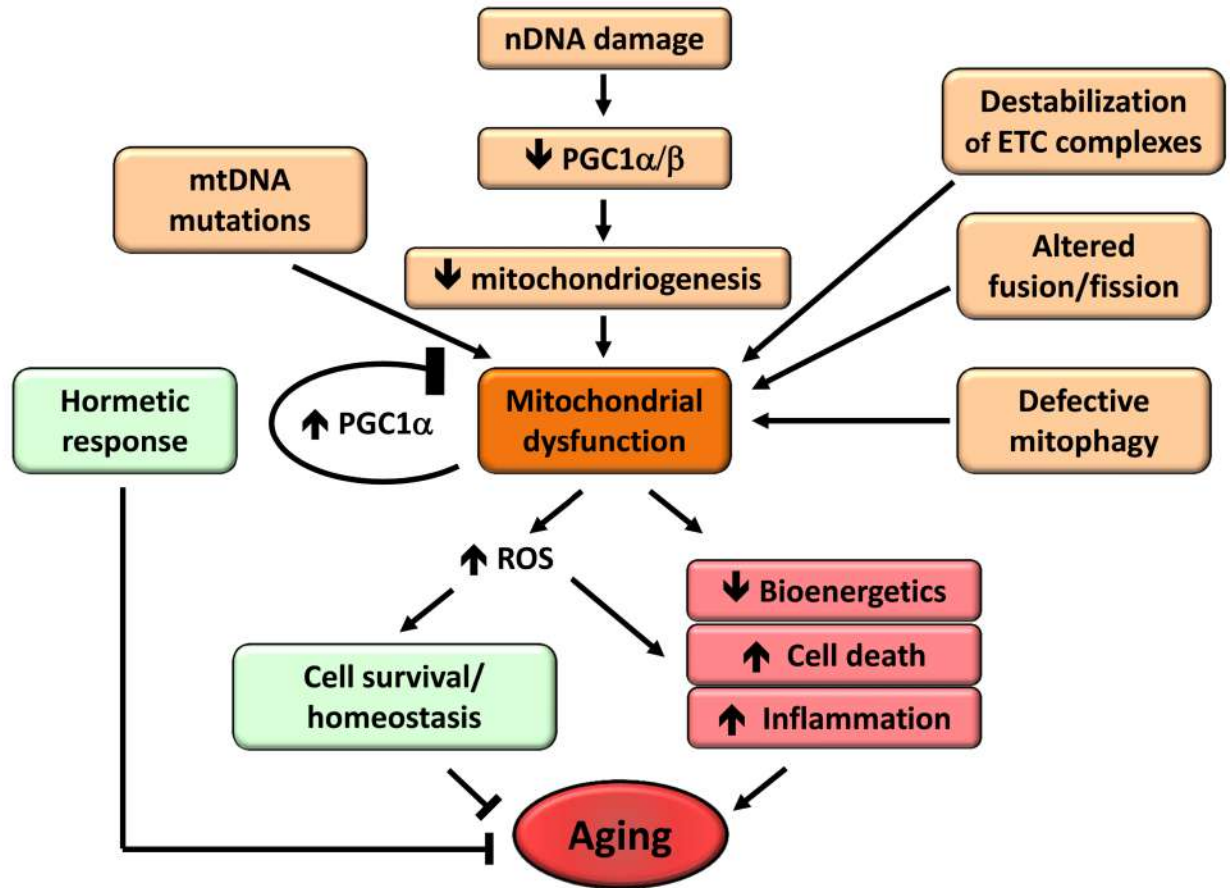 nDNA damage
Destabilization
of ETC complexes
PGC1α/β
mtDNA
mutations
mitochondriogenesis
Altered
fusion/fission
Hormetic
response
PGC1α
Mitochondrial
dysfunction
Defective
mitophagy
ROS
Bioenergetics
Cell death
Inflammation
Cell survival/
homeostasis
Aging